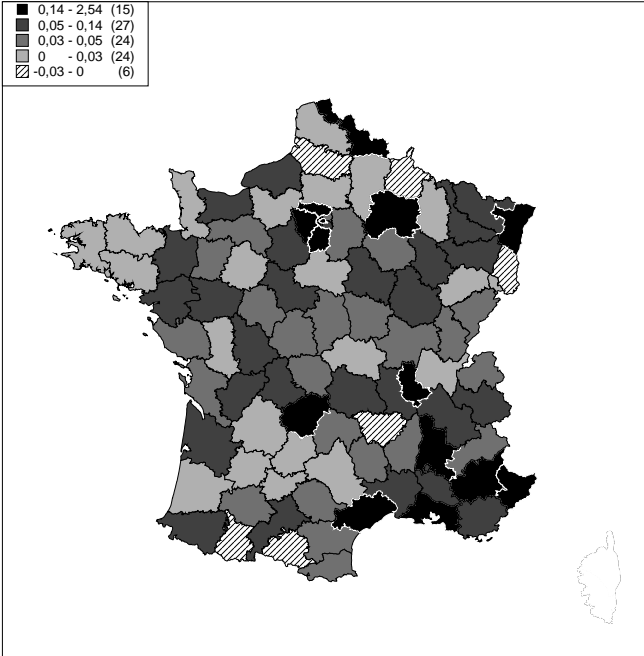 0,14 - 2,54 (15)
0,05 - 0,14 (27)
0,03 - 0,05 (24)
0 - 0,03 (24)
-0,03 - 0 (6)